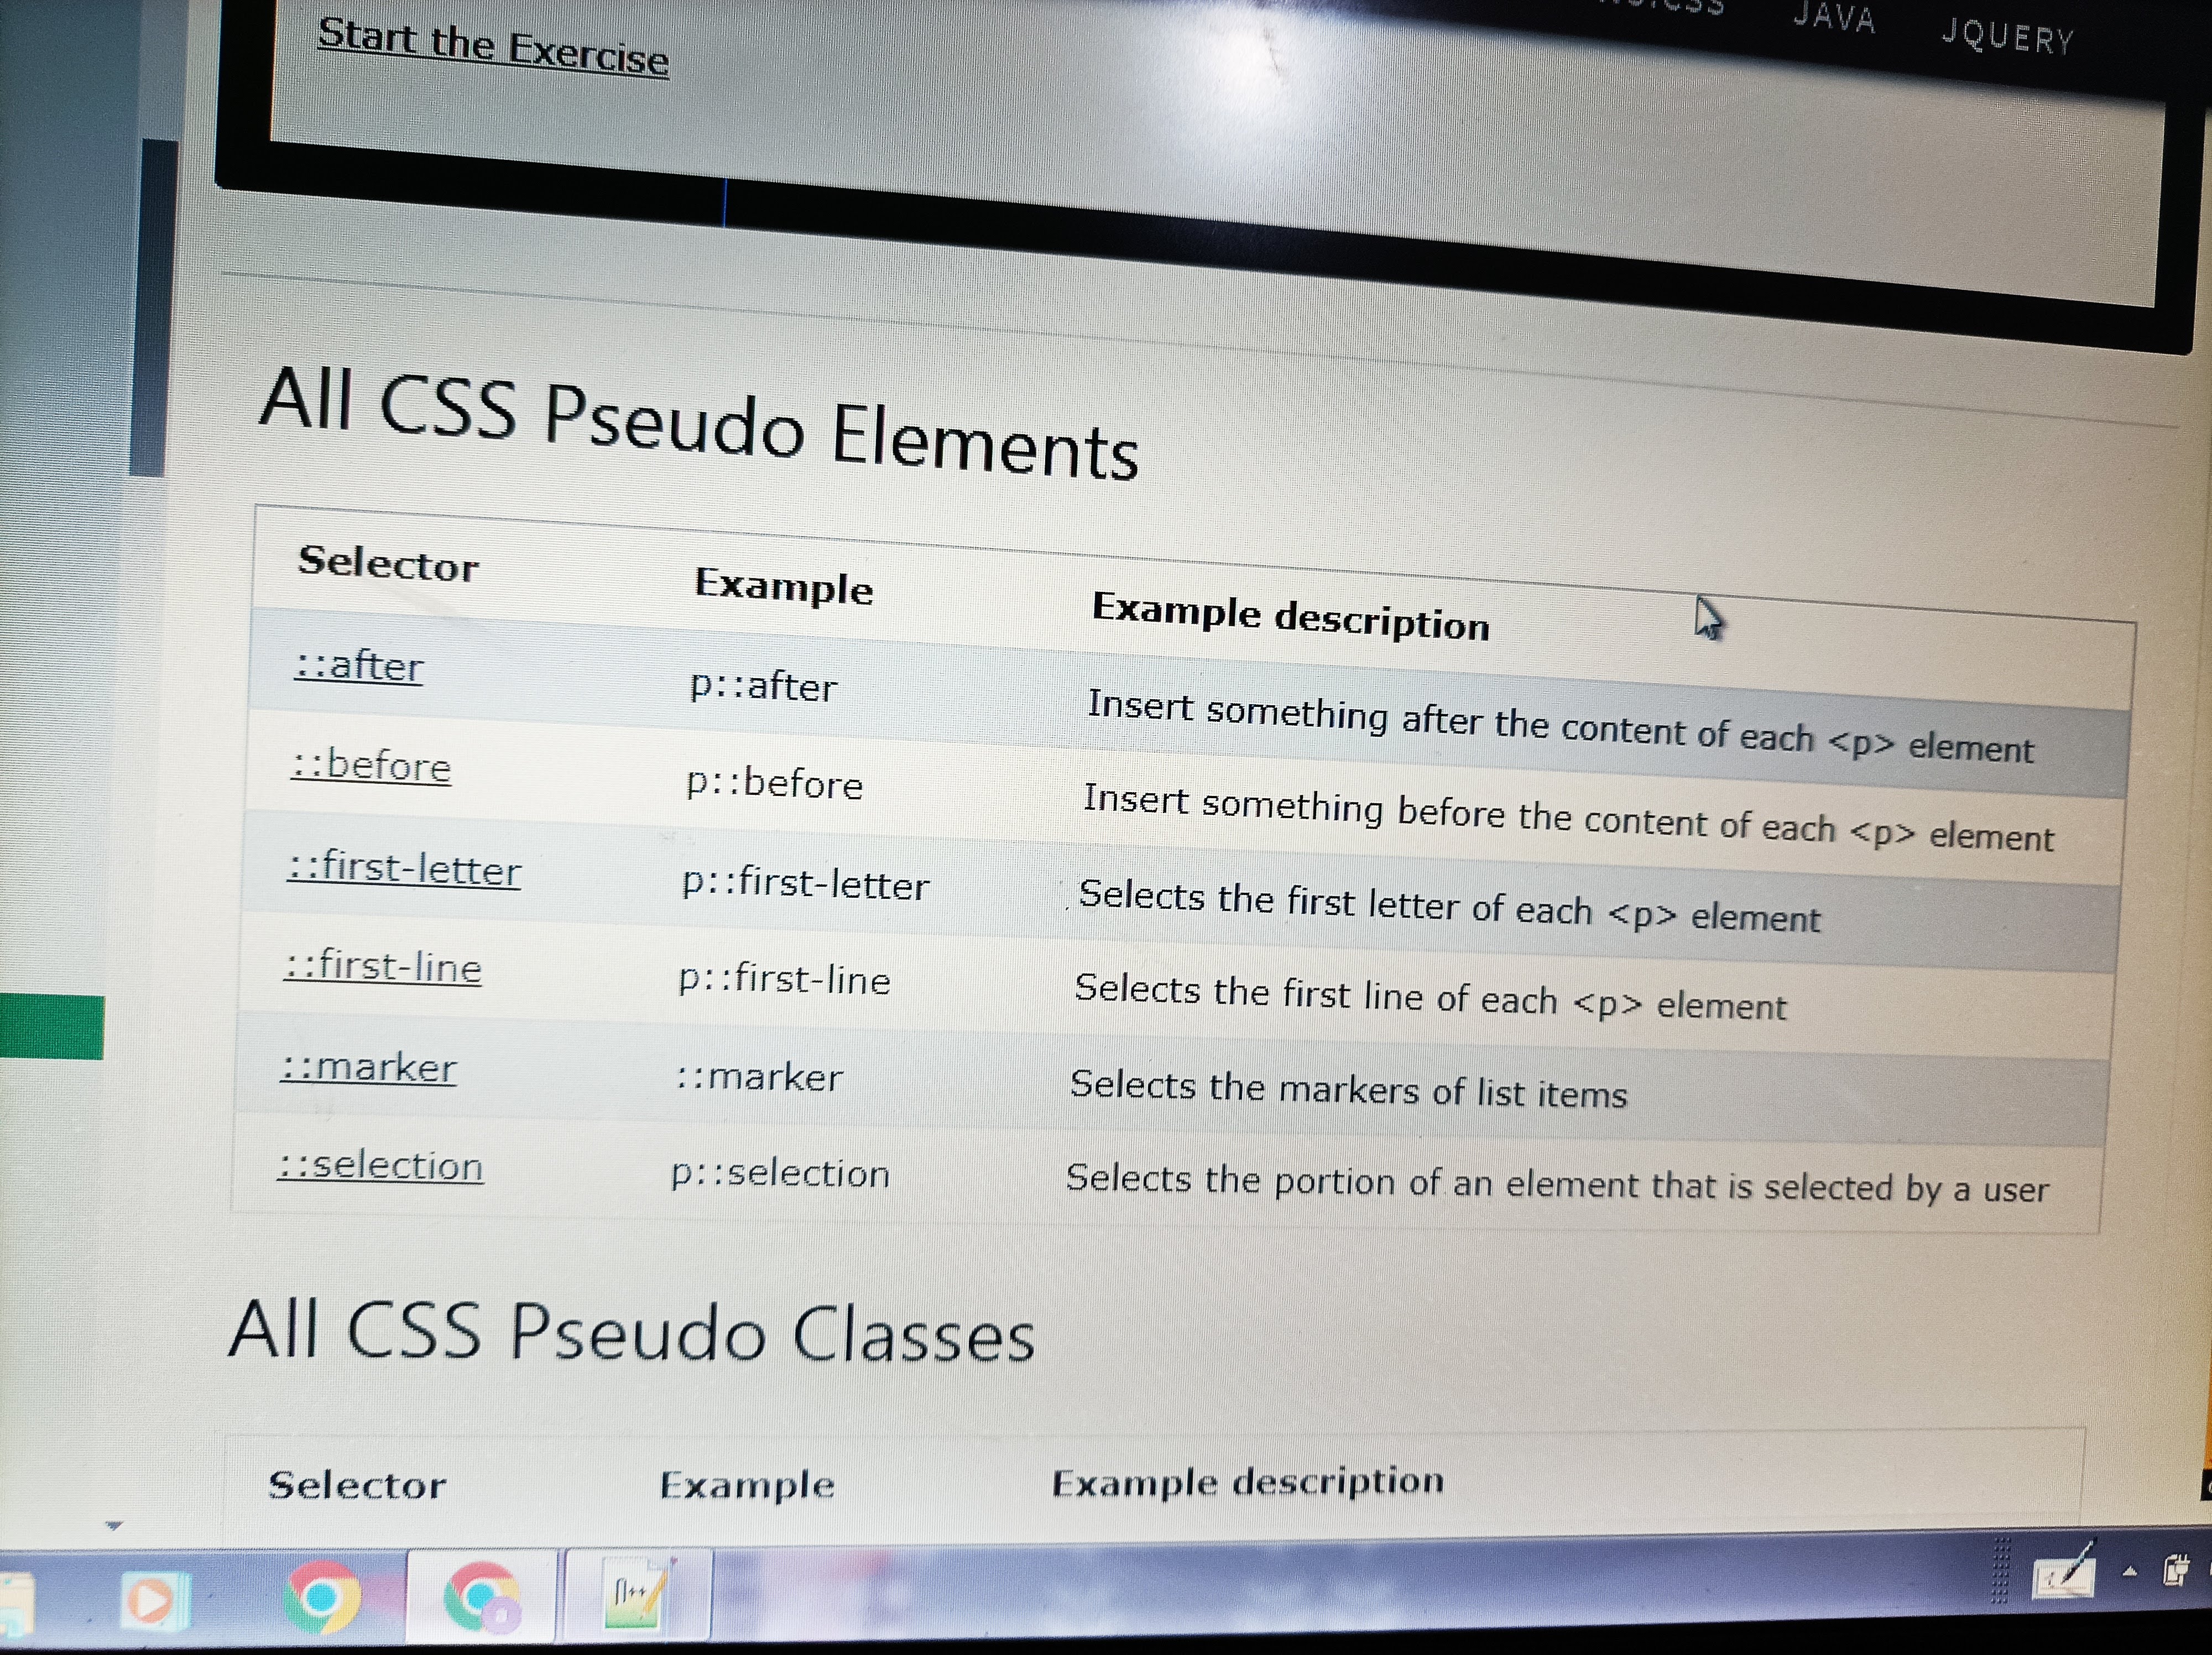 JAVA JQUERY
Start the Exercise
All CSS Pseudo Elements
Selector Example Example description
::after p::after Insert something after the content of each <p> element
::before p::before Insert something before the content of each <p> element
::first-letter p::first-letter Selects the first letter of each <p> element
::first-line p::first-line Selects the first line of each <p> element
::marker ::marker Selects the markers of list items
::selection p::selection Selects the portion of an element that is selected by a user
All CSS Pseudo Classes
Selector Example Example description